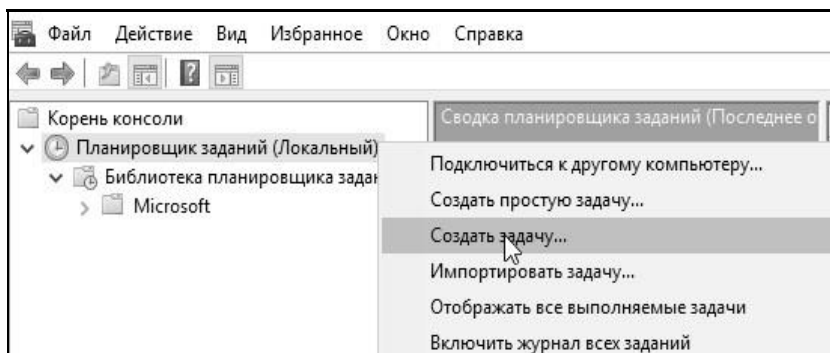 Файл Действие Вид Избранное Окно Справка
Корень консоли
Сводка планировщика заданий (Последнее о
Планировщик заданий (Локальный)
Подключиться к другому компьютеру...
Библиотека планировщика задан
Создать простую задачу...
Microsoft
Создать задачу...
Импортировать задачу...
Отображать все выполняемые задачи
Включить журнал всех заданий